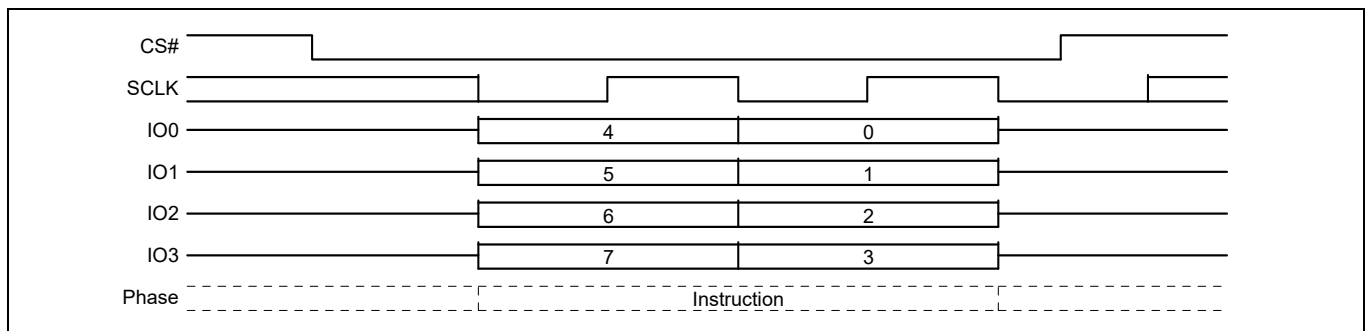 CS#
SCLK
IO0 4 0
IO1 5 1
IO2 6 2
IO3 7 3
Phase Instruction